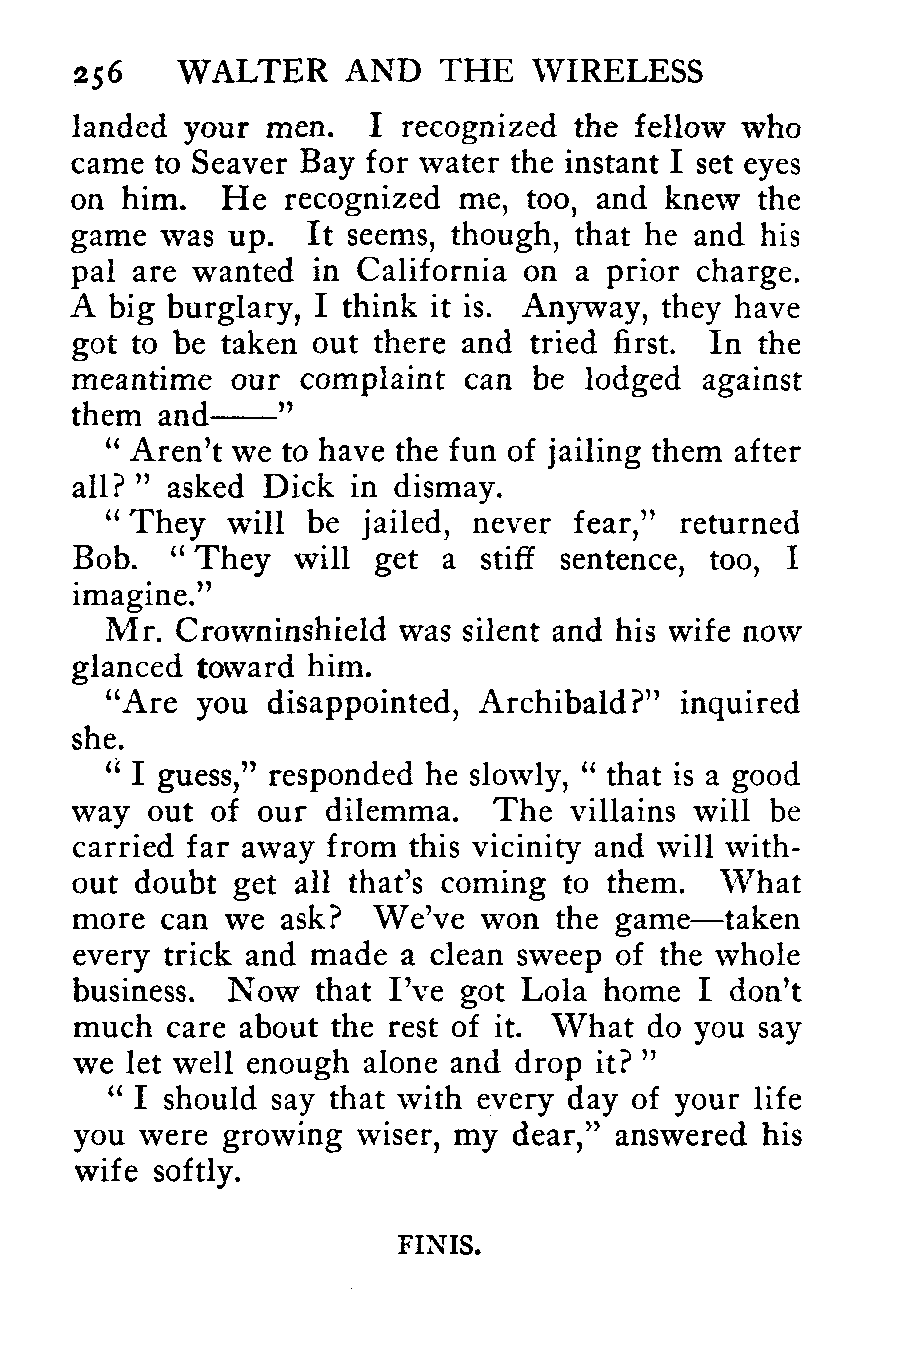 256 WALTER AND THE WIRELESS
landed your men. I recognized the fellow who
came to Seaver Bay for water the instant I set eyes
on him. He recognized me, too, and knew the
game was up. It seems, though, that he and his
pal are wanted in California on a prior charge.
A big burglary, I think it is. Anyway, they have
got to be taken out there and tried first. In the
meantime our complaint can be lodged against
them and——"
" Aren't we to have the fun of jailing them after
all? " asked Dick in dismay.
" They will be jailed, never fear," returned
Bob. " They will get a stiff sentence, too, I
imagine."
Mr. Crowninshield was silent and his wife now
glanced toward him.
"Are you disappointed, Archibald?" inquired
she.
" I guess," responded he slowly, " that is a good
way out of our dilemma. The villains will be
carried far away from this vicinity and will with-
out doubt get all that's coming to them. What
more can we ask? We've won the game—taken
every trick and made a clean sweep of the whole
business. Now that I've got Lola home I don't
much care about the rest of it. What do you say
we let well enough alone and drop it? "
" I should say that with every day of your life
you were growing wiser, my dear," answered his
wife softly.
FINIS.